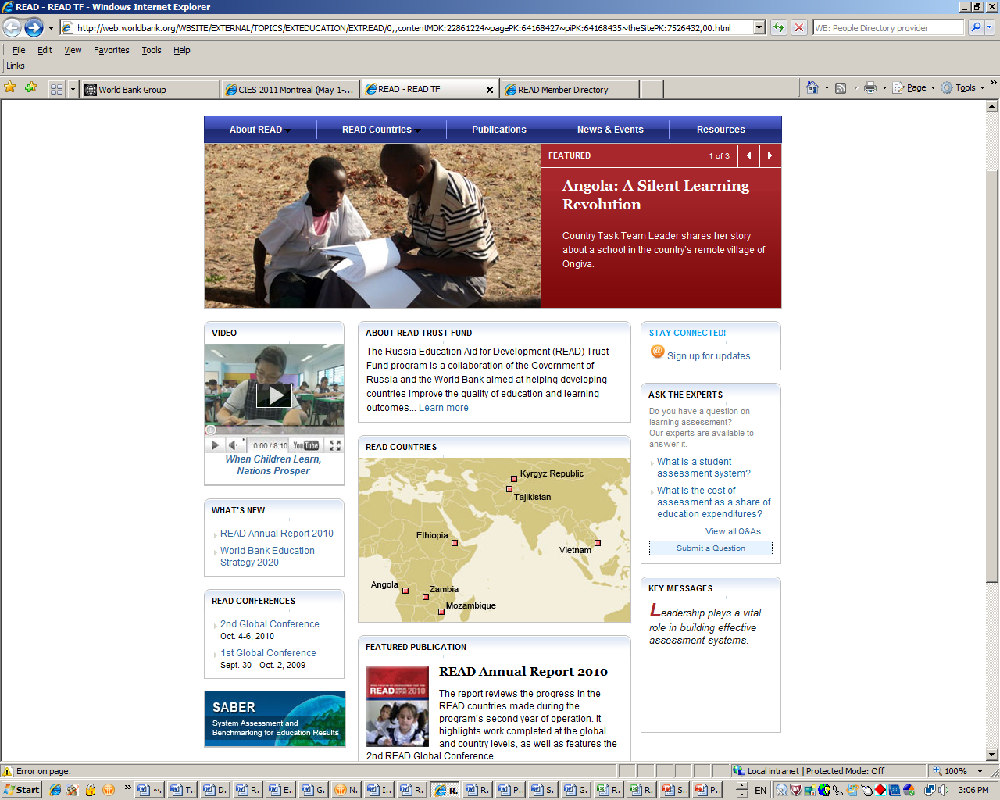 READ - READ TF - Windows Internet Explorer
http://web.worldbank.org/WBSITE/EXTERNAL/TOPICS/EXTEDUCATION/EXTREAD/0,,contentMDK:22861224~pagePK:64168427~piPK:64168435~theSitePK:7526432,00.html
WB: People Directory provider
File Edit View Favorites Tools Help
Links
World Bank Group
CIES 2011 Montreal (May 1-...
READ - READ TF
READ Member Directory
Page Tools
About READ READ Countries Publications News & Events Resources
FEATURED 1 of 3
Angola: A Silent Learning
Revolution
Country Task Team Leader shares her story
about a school in the country's remote village of
Ongiva.
VIDEO
0:00 / 8:10 YouTube
When Children Learn,
Nations Prosper
WHAT'S NEW
READ Annual Report 2010
World Bank Education
Strategy 2020
READ CONFERENCES
2nd Global Conference
Oct. 4-6, 2010
1st Global Conference
Sept. 30 - Oct. 2, 2009
SABER
System Assessment and
Benchmarking for Education Results
ABOUT READ TRUST FUND
The Russia Education Aid for Development (READ) Trust
Fund program is a collaboration of the Government of
Russia and the World Bank aimed at helping developing
countries improve the quality of education and learning
outcomes... Learn more
READ COUNTRIES
Kyrgyz Republic
Tajikistan
Ethiopia
Vietnam
Angola
Zambia
Mozambique
FEATURED PUBLICATION
READ ANNUAL REPORT 2010
READ Annual Report 2010
The report reviews the progress in the
READ countries made during the
program's second year of operation. It
highlights work completed at the global
and country levels, as well as features the
2nd READ Global Conference.
STAY CONNECTED!
Sign up for updates
ASK THE EXPERTS
Do you have a question on
learning assessment?
Our experts are available to
answer it.
What is a student
assessment system?
What is the cost of
assessment as a share of
education expenditures?
View all Q&As
Submit a Question
KEY MESSAGES
Leadership plays a vital
role in building effective
assessment systems.
Error on page.
Local intranet | Protected Mode: Off
100%
Start
~. T. D. R. E. G. N. I. R. R. R. P. S. G. R. R. S. P.
EN
3:06 PM